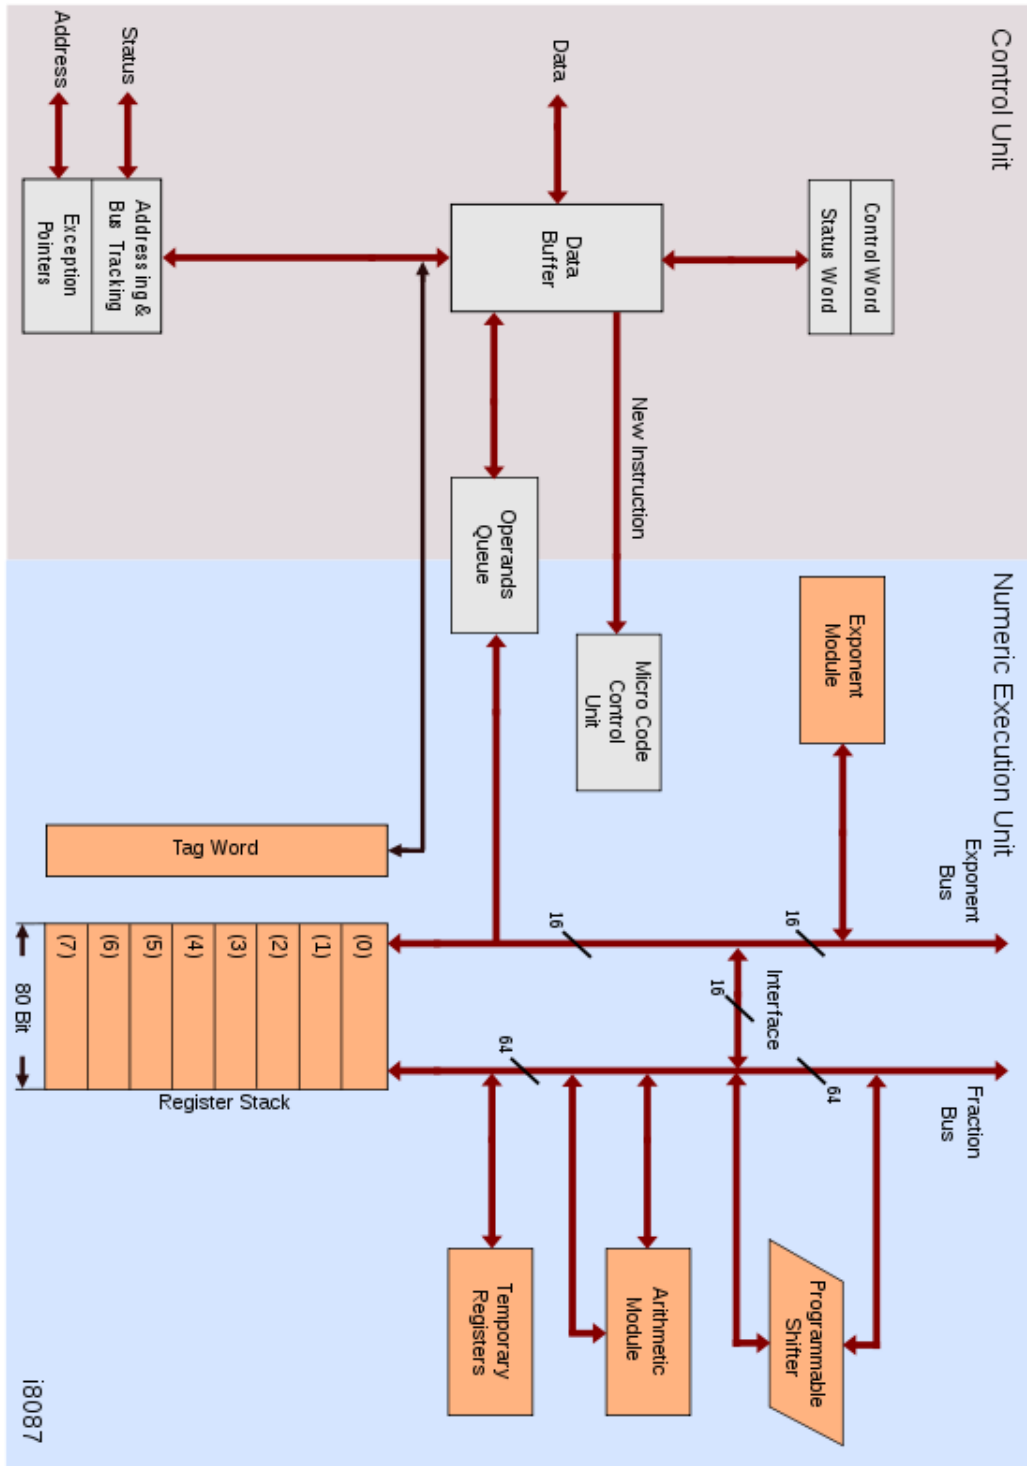 Control Unit
Numeric Execution Unit
Control Word
Status Word
Exponent
Module
Exponent
Bus
Fraction
Bus
Data
Data
Buffer
New Instruction
Micro Code
Control
Unit
16
16
Interface
16
64
64
Programmable
Shifter
Operands
Queue
Arithmetic
Module
Temporary
Registers
Status
Address
Addressing &
Bus Tracking
Exception
Pointers
Tag Word
(0)
(1)
(2)
(3)
(4)
(5)
(6)
(7)
Register Stack
80 Bit
i8087